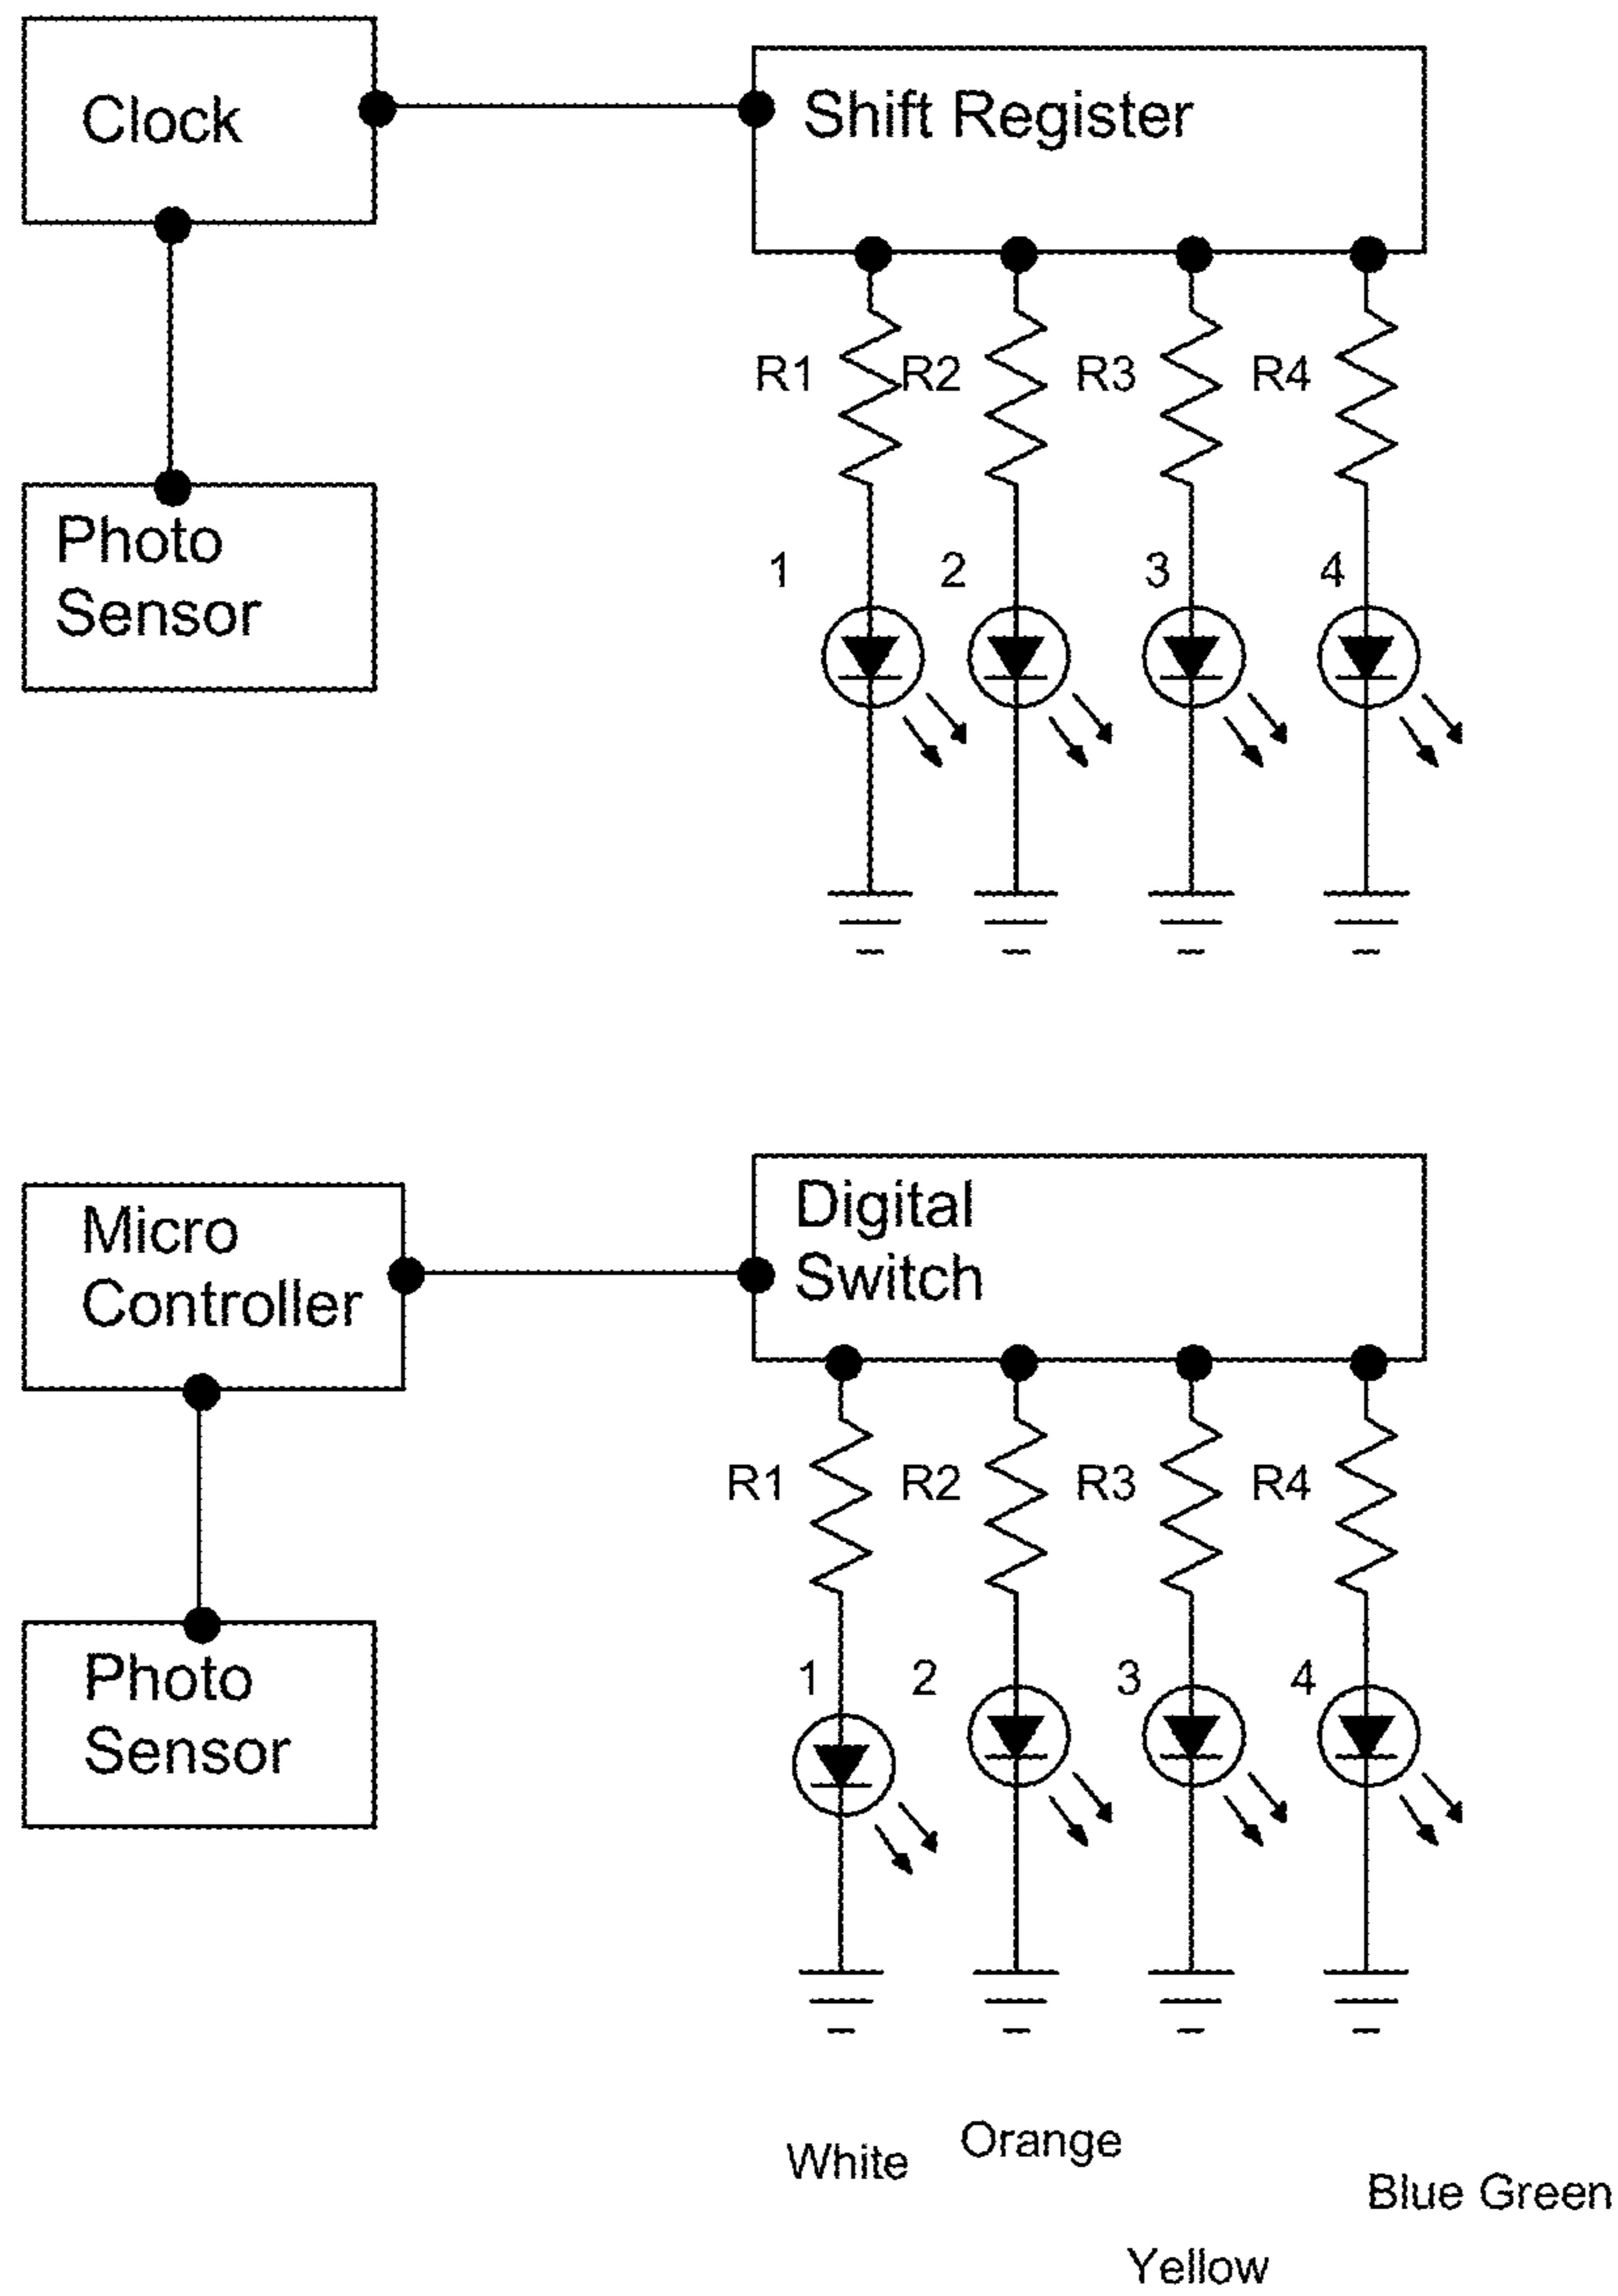 Clock
Shift Register
R1
R2
R3
R4
Photo
Sensor
1
2
3
4
Micro
Controller
Digital
Switch
R1
R2
R3
R4
Photo
Sensor
1
2
3
4
White
Orange
Blue Green
Yellow